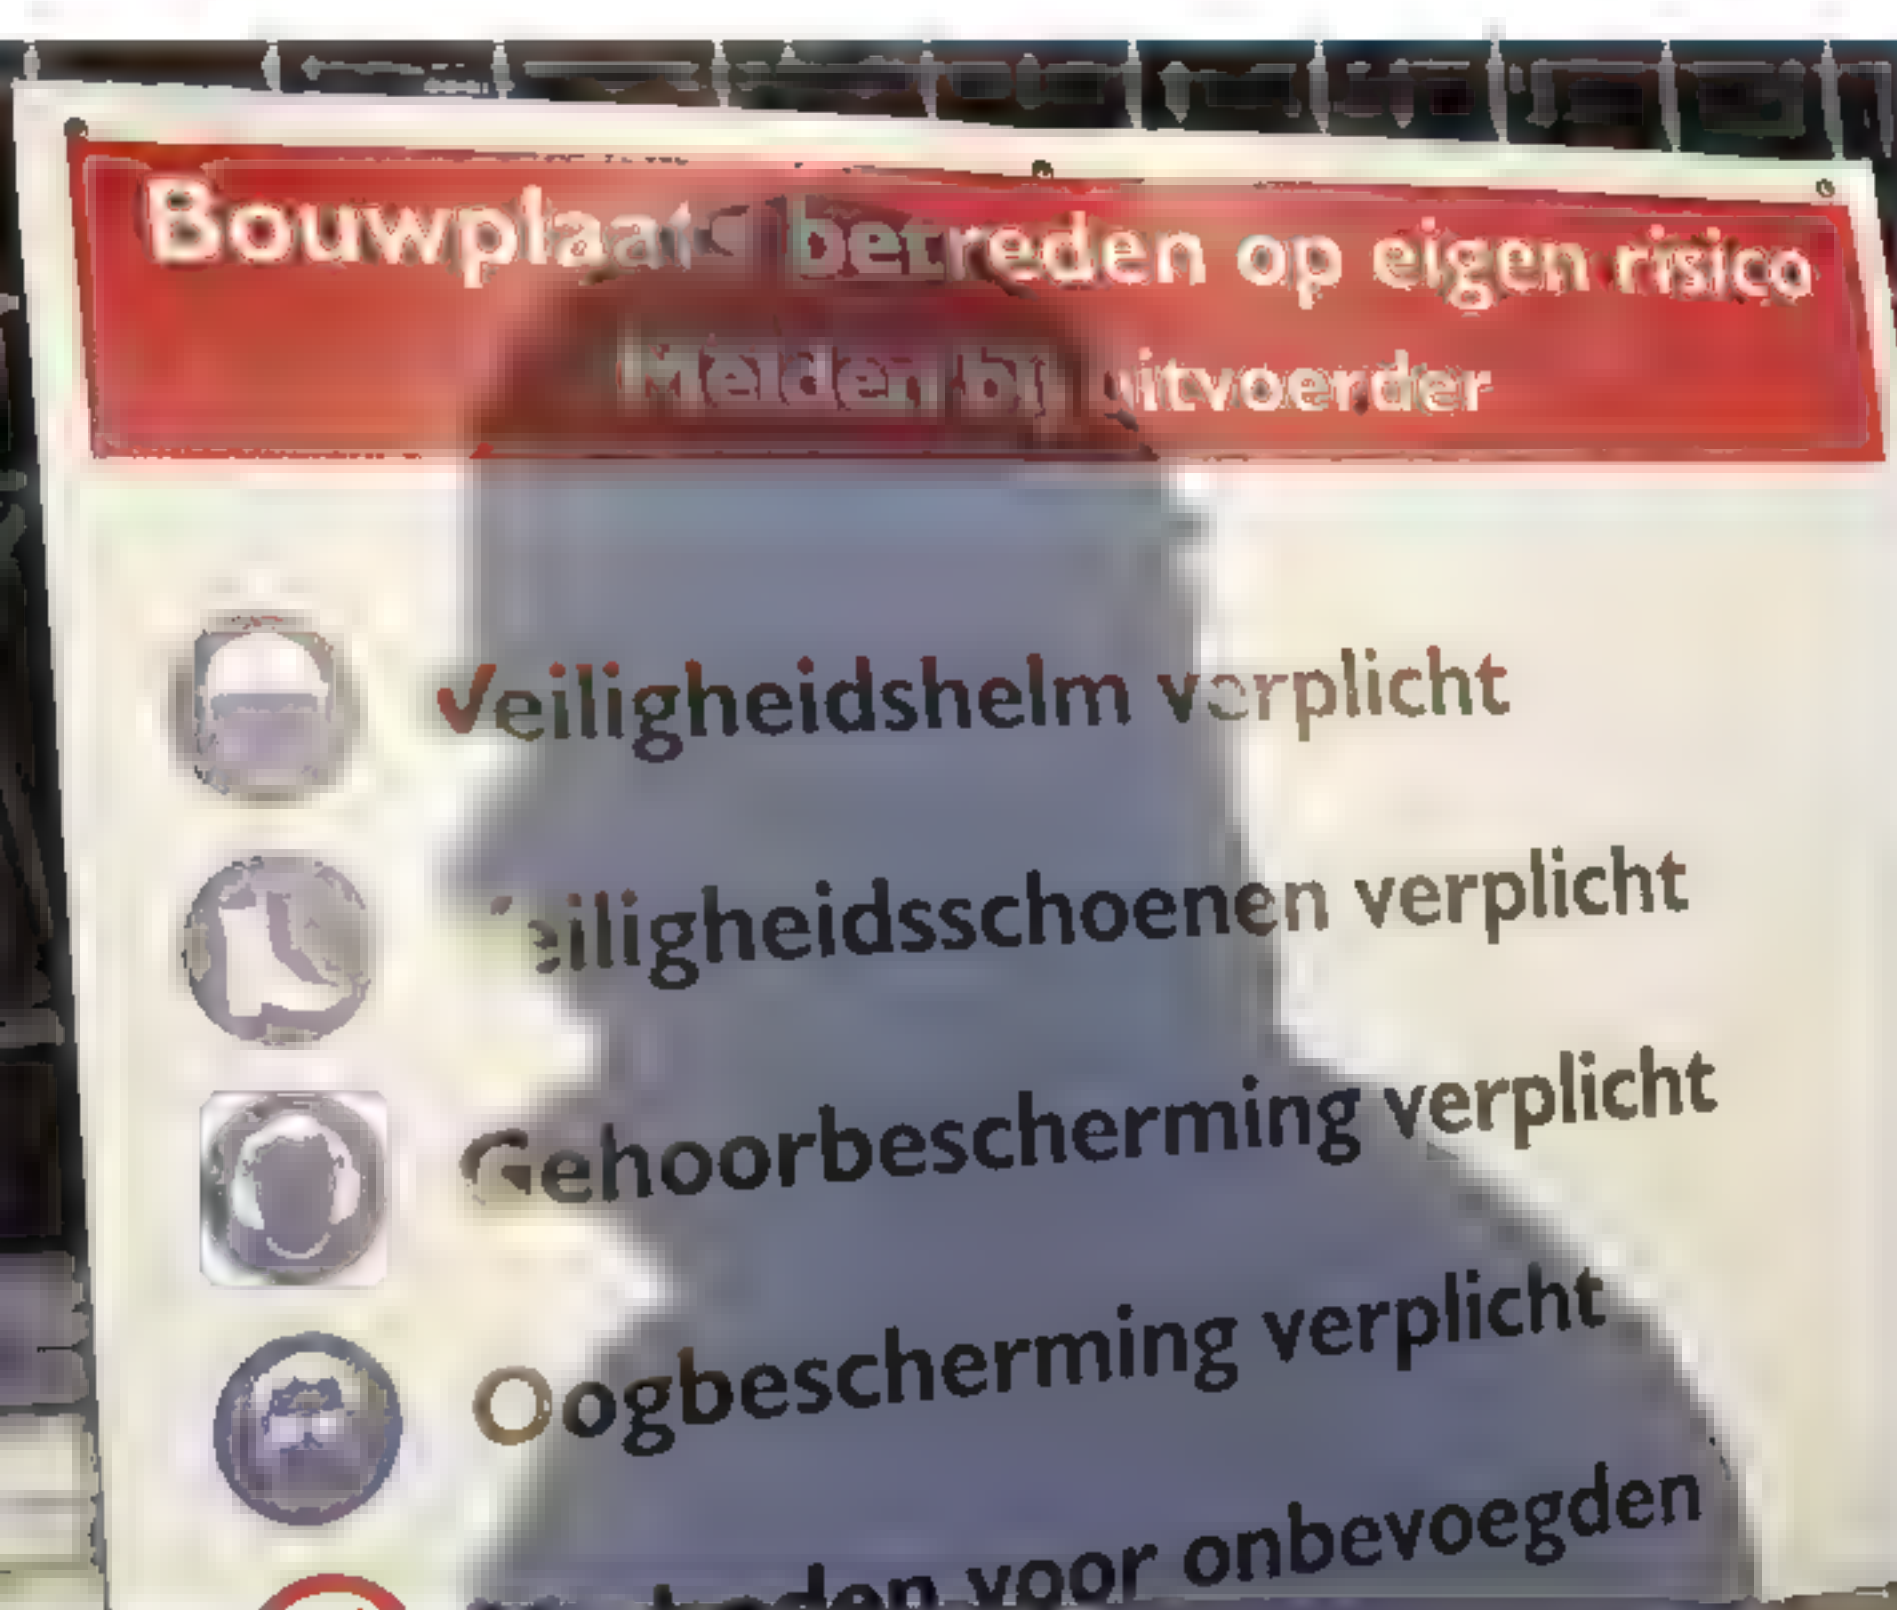 Bouwplaats betreden op eigen risico
Melden bij uitvoerder
Veiligheidshelm verplicht
Veiligheidsschoenen verplicht
Gehoorbescherming verplicht
Oogbescherming verplicht
voor onbevoegden